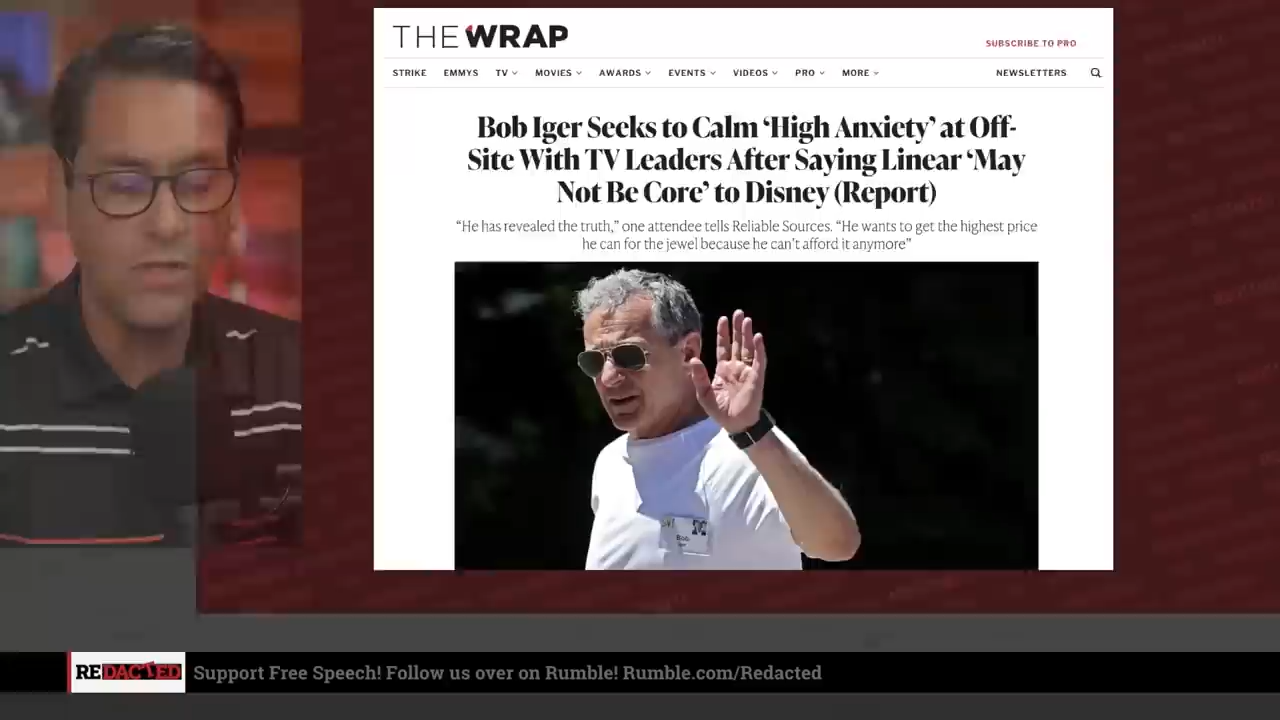 THE WRAP
SUBSCRIBE TO PRO
STRIKE EMMYS TV MOVIES AWARDS EVENTS VIDEOS PRO MORE NEWSLETTERS
Bob Iger Seeks to Calm ‘High Anxiety’ at Off-
Site With TV Leaders After Saying Linear ‘May
Not Be Core’ to Disney (Report)
“He has revealed the truth,” one attendee tells Reliable Sources. “He wants to get the highest price
he can for the jewel because he can’t afford it anymore”
Bob
REDACTED Support Free Speech! Follow us over on Rumble! Rumble.com/Redacted